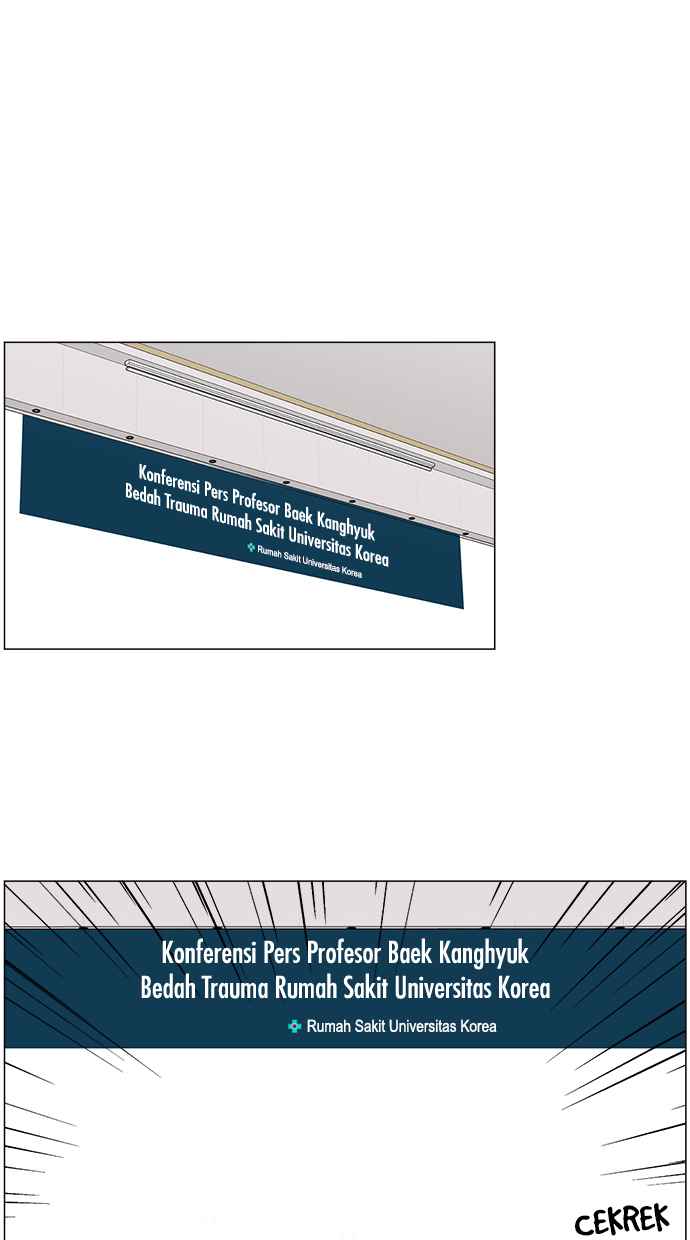 Konferensi Pers Profesor Baek Kanghyuk
Bedah Trauma Rumah Sakit Universitas Korea
Rumah Sakit Universitas Korea
Konferensi Pers Profesor Baek Kanghyuk
Bedah Trauma Rumah Sakit Universitas Korea
Rumah Sakit Universitas Korea
CEKREK